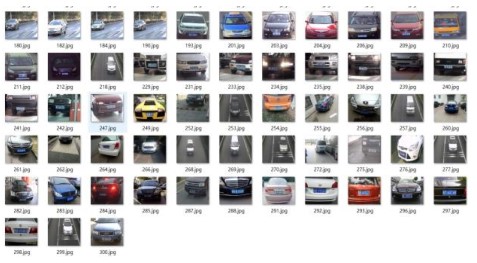 180.jpg 182.jpg 184.jpg 190.jpg 193.jpg 201.jpg 203.jpg 204.jpg 206.jpg 209.jpg 210.jpg
211.jpg 212.jpg 218.jpg 229.jpg 231.jpg 233.jpg 234.jpg 235.jpg 238.jpg 239.jpg 240.jpg
241.jpg 242.jpg 247.jpg 249.jpg 252.jpg 253.jpg 254.jpg 255.jpg 256.jpg 257.jpg 260.jpg
261.jpg 262.jpg 264.jpg 266.jpg 268.jpg 269.jpg 270.jpg 272.jpg 273.jpg 276.jpg 281.jpg
282.jpg 283.jpg 284.jpg 285.jpg 287.jpg 288.jpg 291.jpg 292.jpg 293.jpg 296.jpg 297.jpg
298.jpg 299.jpg 300.jpg